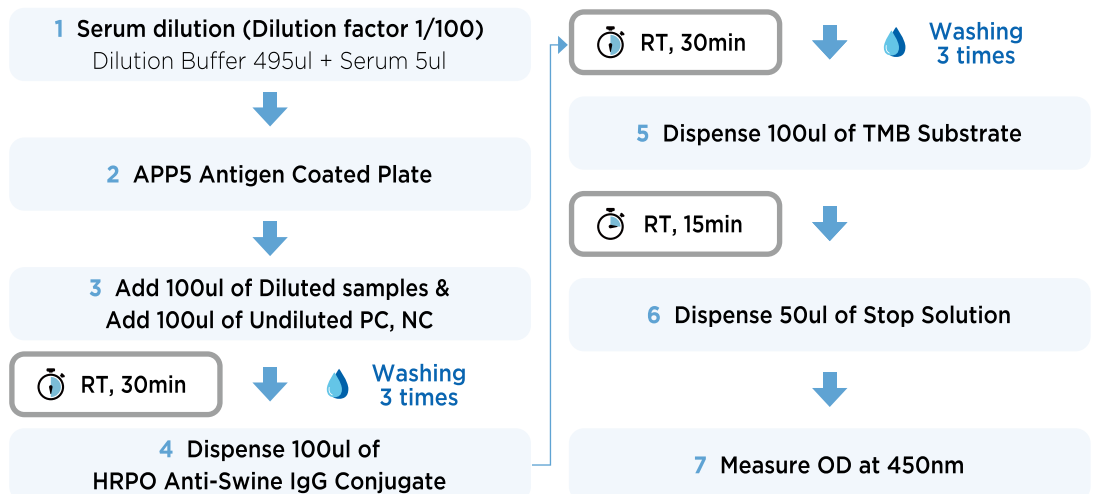 1 Serum dilution (Dilution factor 1/100)
Dilution Buffer 495ul + Serum 5ul
2 APP5 Antigen Coated Plate
3 Add 100ul of Diluted samples &
Add 100ul of Undiluted PC, NC
RT, 30min
Washing
3 times
4 Dispense 100ul of
HRPO Anti-Swine IgG Conjugate
RT, 30min
Washing
3 times
5 Dispense 100ul of TMB Substrate
RT, 15min
6 Dispense 50ul of Stop Solution
7 Measure OD at 450nm